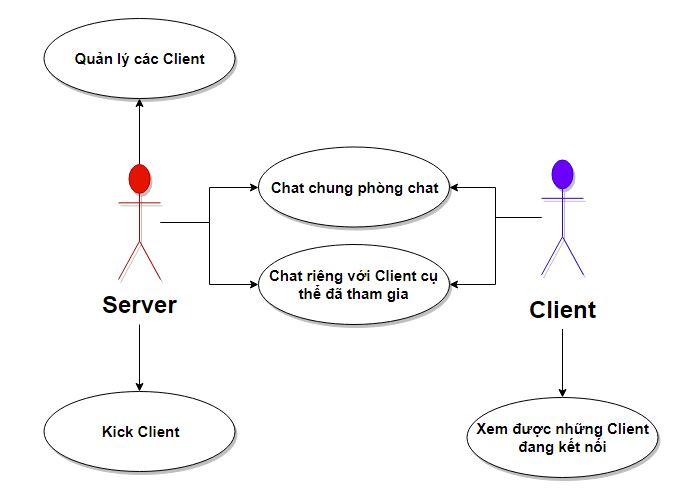 Quản lý các Client
Chat chung phòng chat
Chat riêng với Client cụ
thể đã tham gia
Server
Client
Kick Client
Xem được những Client
đang kết nối